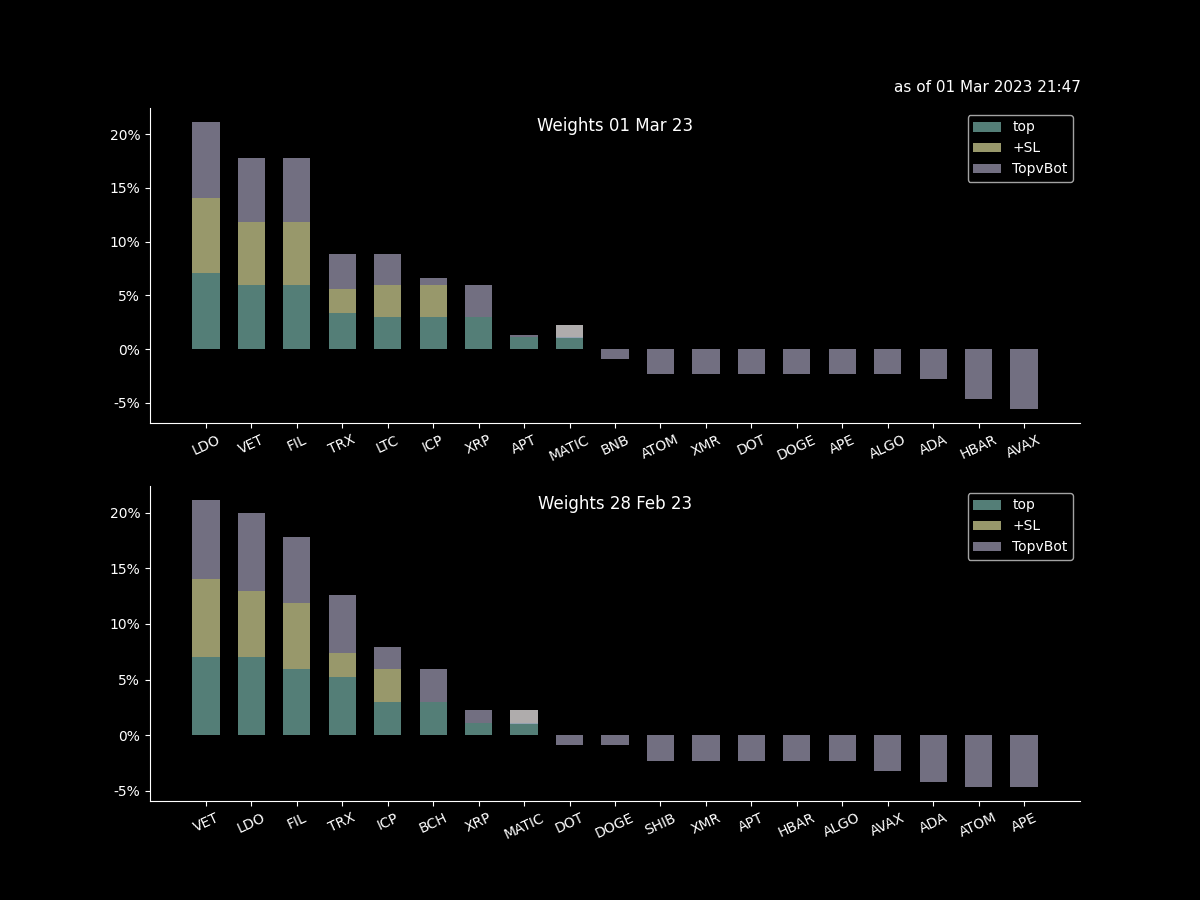 as of 01 Mar 2023 21:47
Weights 01 Mar 23
top
+SL
TopvBot
20%
15%
10%
5%
0%
-5%
LDO VET FIL TRX LTC ICP XRP APT MATIC BNB ATOM XMR DOT DOGE APE ALGO ADA HBAR AVAX
Weights 28 Feb 23
top
+SL
TopvBot
20%
15%
10%
5%
0%
-5%
VET LDO FIL TRX ICP BCH XRP MATIC DOT DOGE SHIB XMR APT HBAR ALGO AVAX ADA ATOM APE